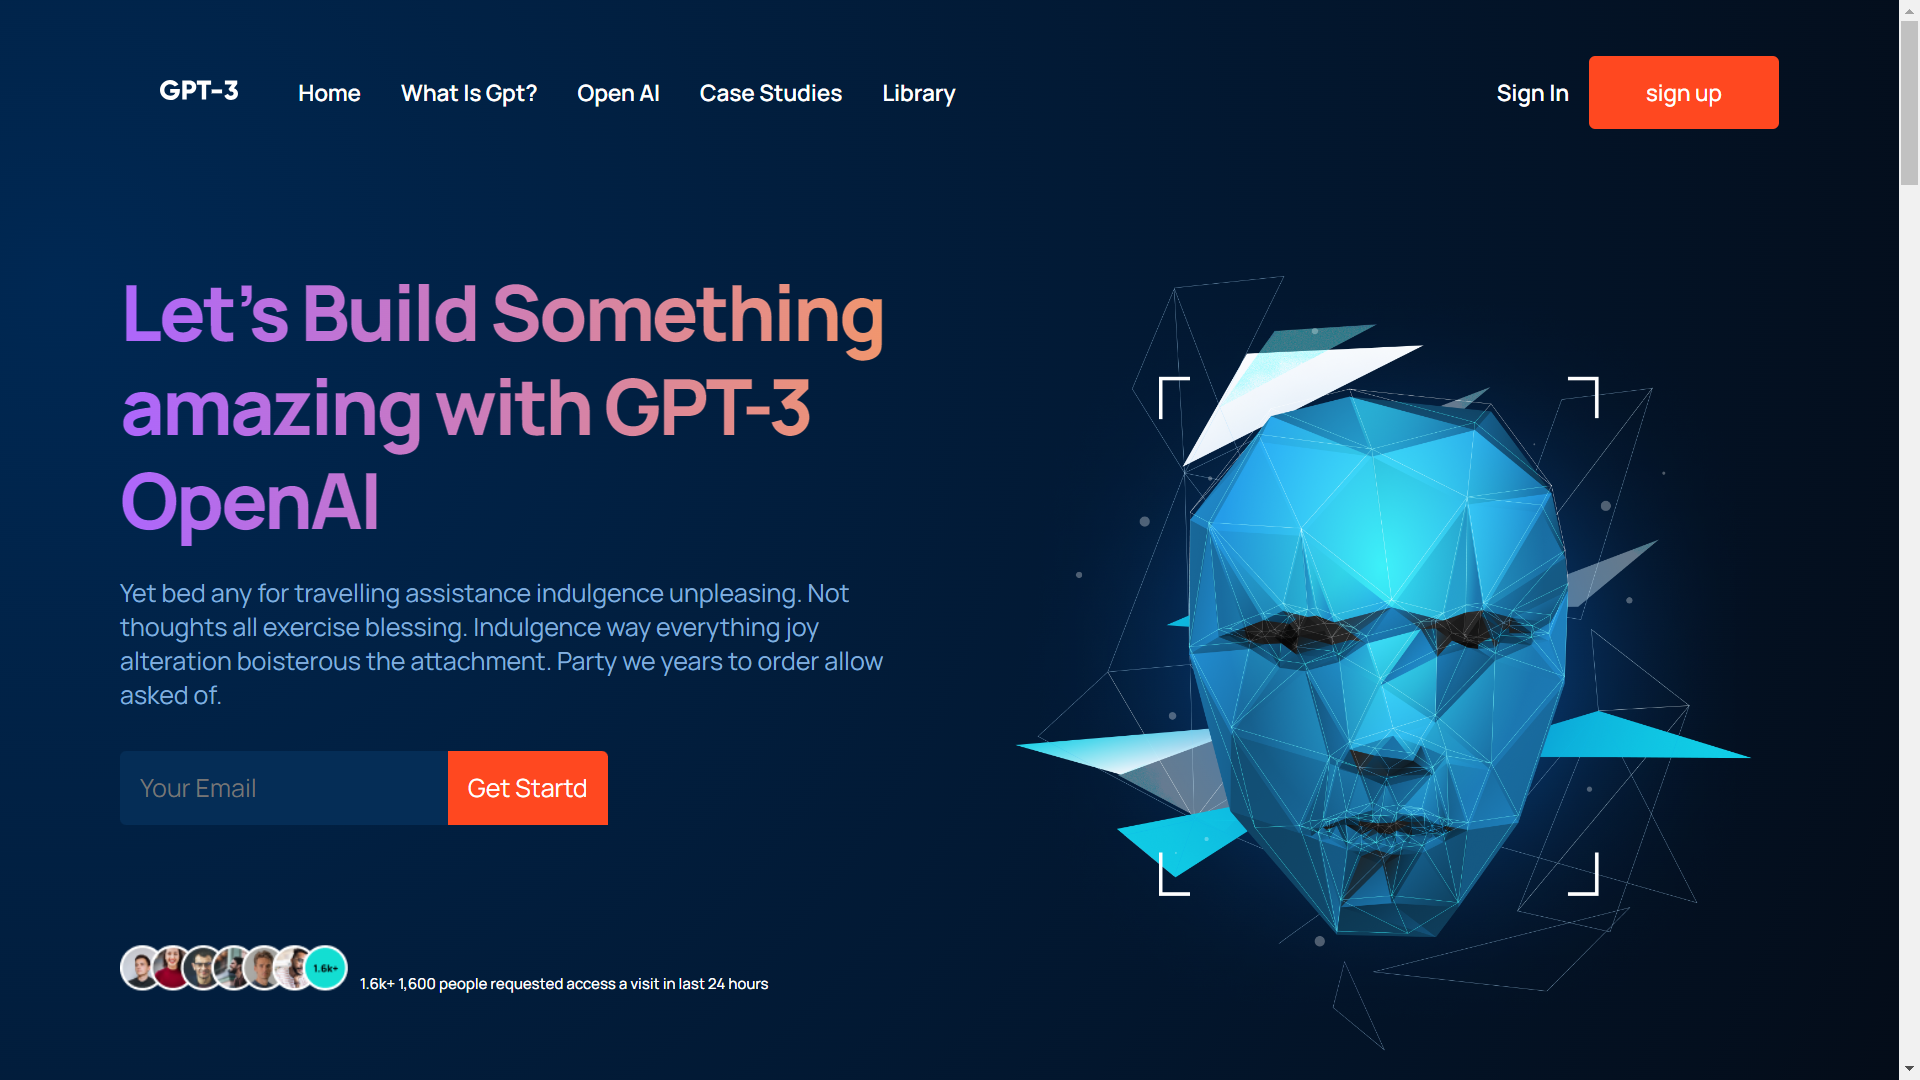 GPT-3
Home
What Is Gpt?
Open AI
Case Studies
Library
Sign In
sign up
Let’s Build Something
amazing with GPT-3
OpenAI
Yet bed any for travelling assistance indulgence unpleasing. Not
thoughts all exercise blessing. Indulgence way everything joy
alteration boisterous the attachment. Party we years to order allow
asked of.
Your Email
Get Startd
1.6k+
1.6k+ 1,600 people requested access a visit in last 24 hours